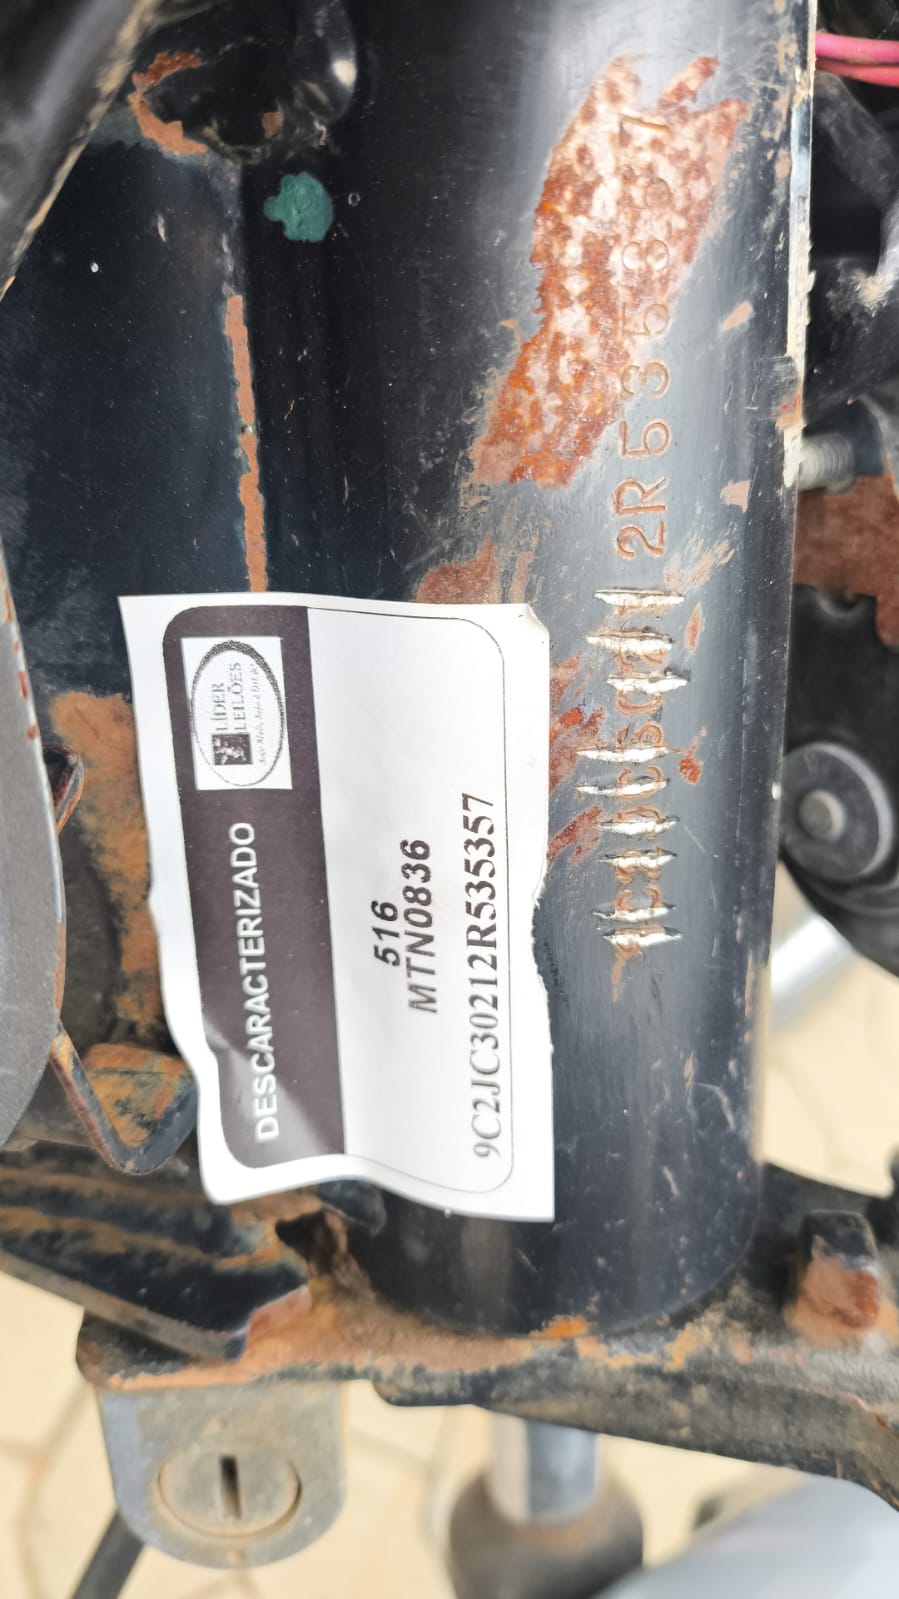 LÍDER
LEILÕES
DESCARACTERIZADO
516
MTN0836
9C2JC30212R535357
2R535357